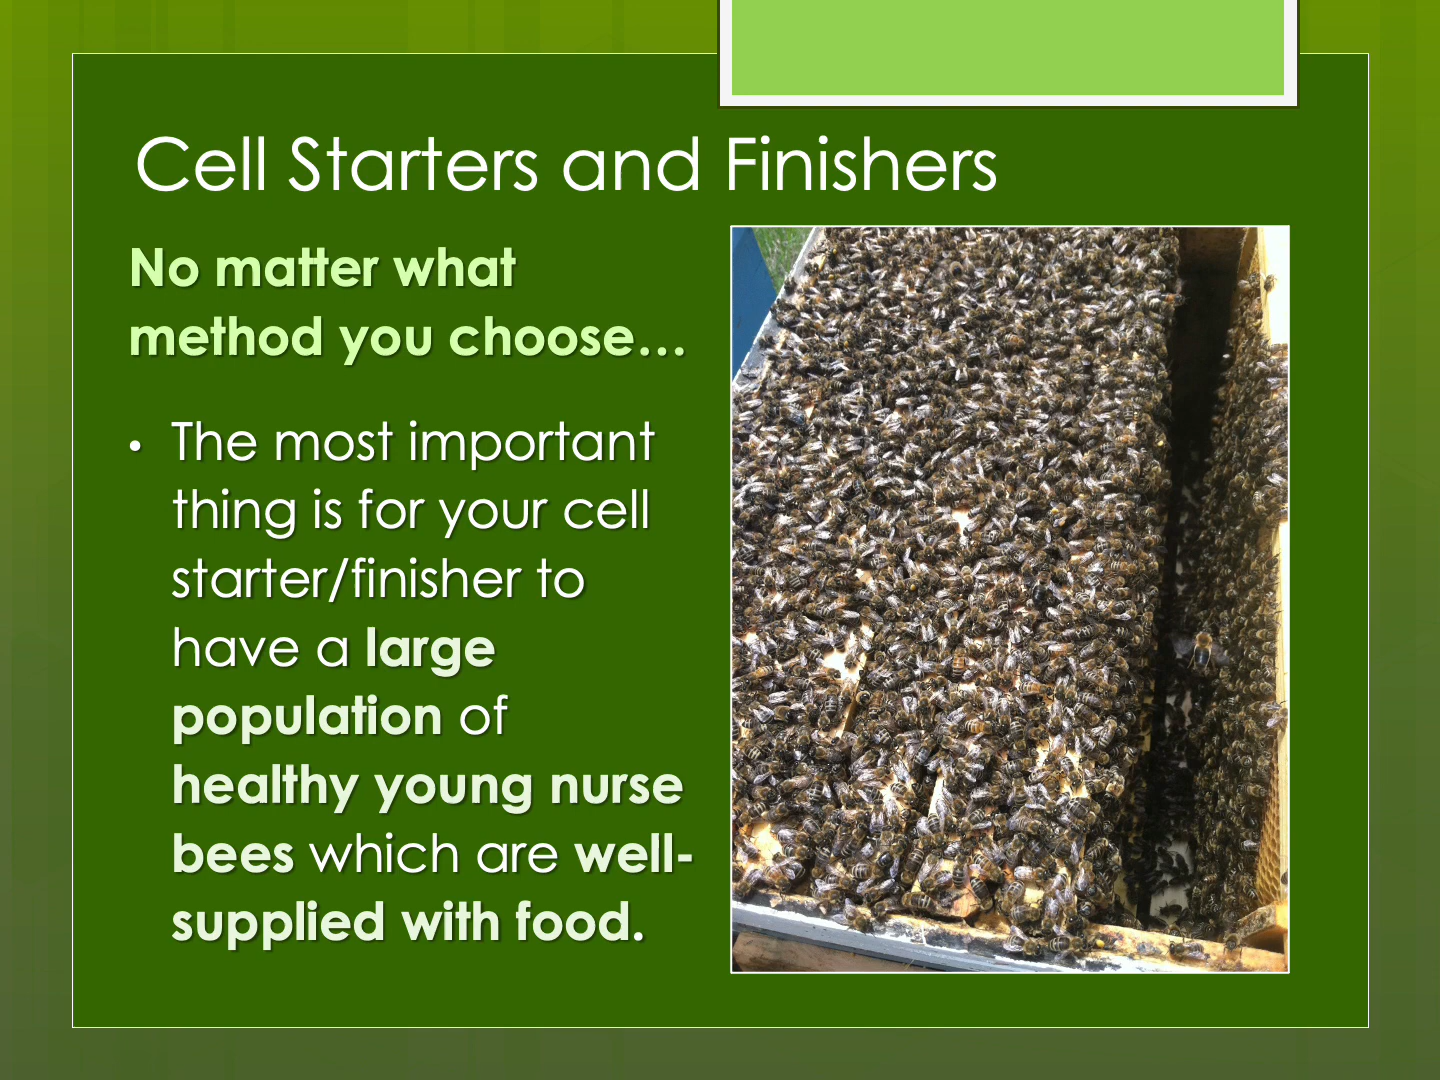 Cell Starters and Finishers
No matter what
method you choose…
• The most important
thing is for your cell
starter/finisher to
have a large
population of
healthy young nurse
bees which are well-
supplied with food.